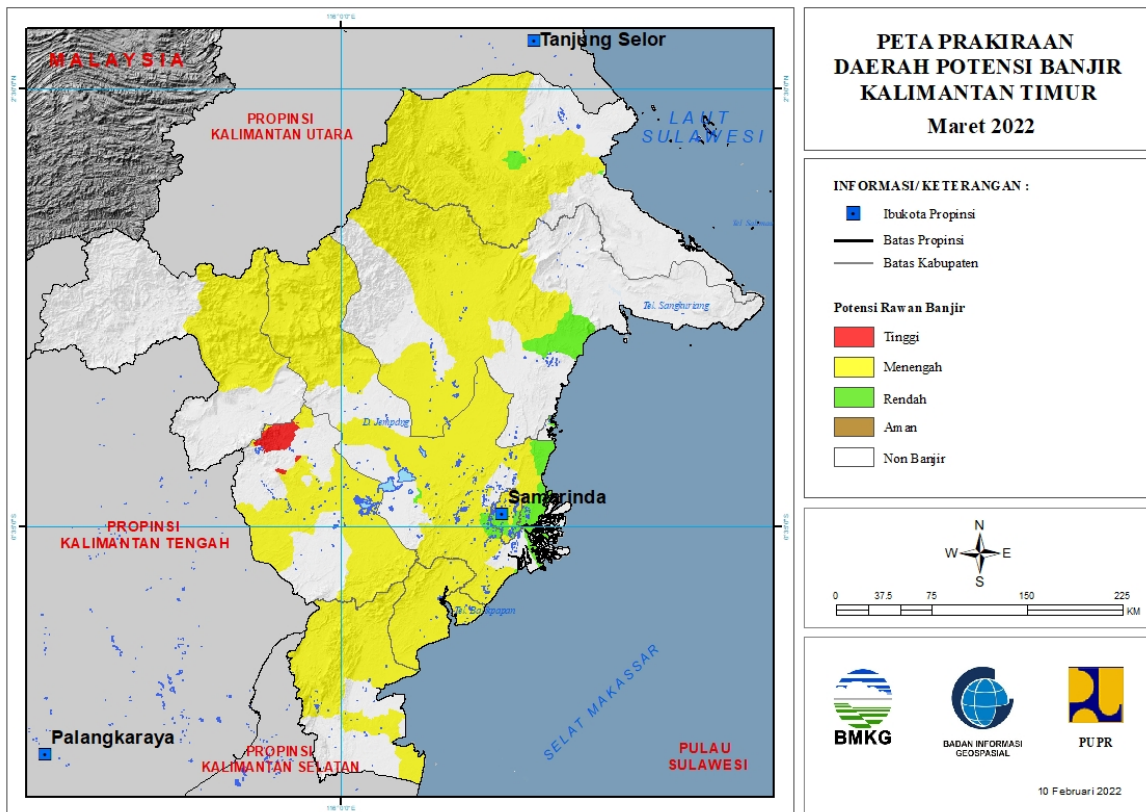 Tanjung Selor
MALAYSIA
PROPINSI
KALIMANTAN UTARA
LAUT
SULAWESI
Tel. Sangkuriang
D. Jempang
Samarinda
PROPINSI
KALIMANTAN TENGAH
SELAT MAKASSAR
Palangkaraya
PROPINSI
KALIMANTAN SELATAN
PULAU
SULAWESI
PETA PRAKIRAAN
DAERAH POTENSI BANJIR
KALIMANTAN TIMUR
Maret 2022
INFORMASI/ KETERANGAN :
Ibukota Propinsi
Batas Propinsi
Batas Kabupaten
Potensi Rawan Banjir
Tinggi
Menengah
Rendah
Aman
Non Banjir
N
W E
S
0 37.5 75 150 225
KM
BMKG
BADAN INFORMASI
GEOSPASIAL
PUPR
10 Februari 2022